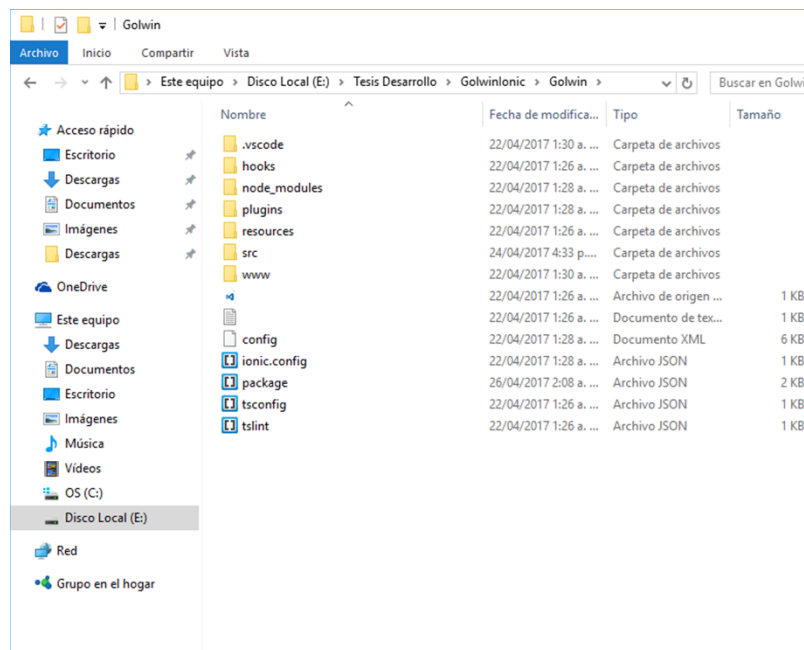 Golwin
Archivo Inicio Compartir Vista
Este equipo > Disco Local (E:) > Tesis Desarrollo > GolwinIonic > Golwin >
Buscar en Golwi
Nombre Fecha de modifica... Tipo Tamaño
Acceso rápido
Escritorio
Descargas
Documentos
Imágenes
Descargas
OneDrive
Este equipo
Descargas
Documentos
Escritorio
Imágenes
Música
Vídeos
OS (C:)
Disco Local (E:)
Red
Grupo en el hogar
.vscode 22/04/2017 1:30 a. ... Carpeta de archivos
hooks 22/04/2017 1:26 a. ... Carpeta de archivos
node_modules 22/04/2017 1:28 a. ... Carpeta de archivos
plugins 22/04/2017 1:28 a. ... Carpeta de archivos
resources 22/04/2017 1:26 a. ... Carpeta de archivos
src 24/04/2017 4:33 p.... Carpeta de archivos
www 22/04/2017 1:30 a. ... Carpeta de archivos
22/04/2017 1:26 a. ... Archivo de origen ... 1 KB
22/04/2017 1:26 a. ... Documento de tex... 1 KB
config 22/04/2017 1:28 a. ... Documento XML 6 KB
ionic.config 22/04/2017 1:28 a. ... Archivo JSON 1 KB
package 26/04/2017 2:08 a. ... Archivo JSON 2 KB
tsconfig 22/04/2017 1:26 a. ... Archivo JSON 1 KB
tslint 22/04/2017 1:26 a. ... Archivo JSON 1 KB